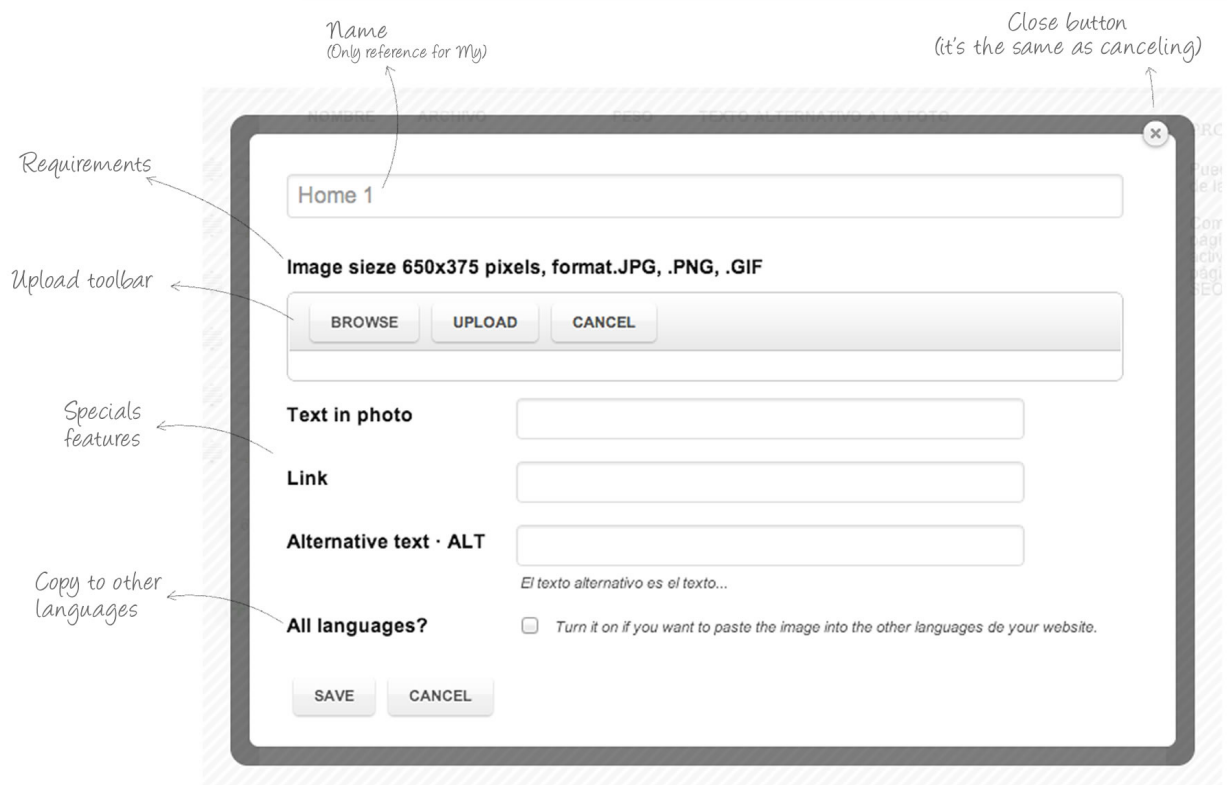 Name
(Only reference for My)
Close button
(it's the same as canceling)
NOMBRE ARCHIVO PESO TEXTO ALTERNATIVO A LA FOTO
Requirements
Home 1
Image sieze 650x375 pixels, format.JPG, .PNG, .GIF
Upload toolbar
BROWSE UPLOAD CANCEL
Specials
features
Text in photo
Link
Alternative text · ALT
El texto alternativo es el texto...
Copy to other
languages
All languages? Turn it on if you want to paste the image into the other languages de your website.
SAVE CANCEL